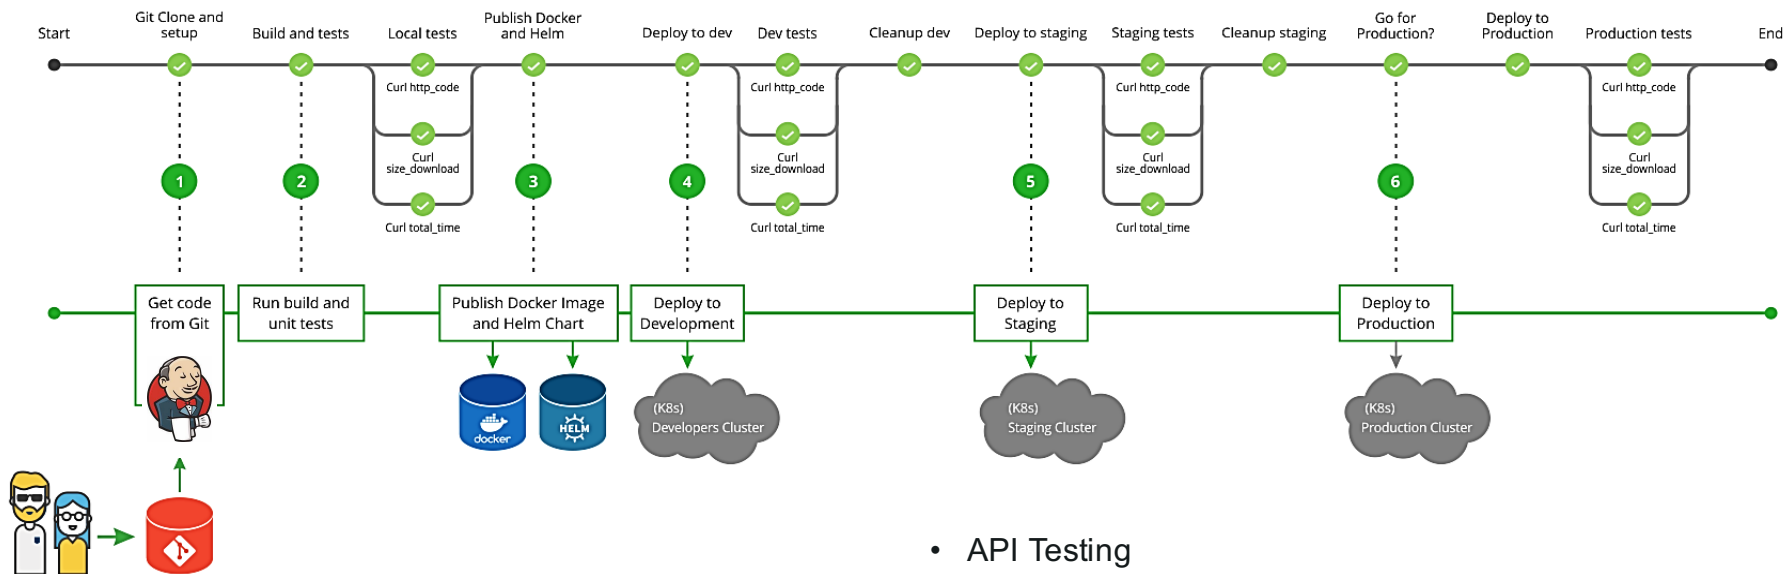 Start
Git Clone and
setup
Build and tests
Local tests
Publish Docker
and Helm
Deploy to dev
Dev tests
Cleanup dev
Deploy to staging
Staging tests
Cleanup staging
Go for
Production?
Deploy to
Production
Production tests
End
Curl http_code
Curl
size_download
Curl total_time
Curl http_code
Curl
size_download
Curl total_time
Curl http_code
Curl
size_download
Curl total_time
Curl http_code
Curl
size_download
Curl total_time
1
2
3
4
5
6
Get code
from Git
Run build and
unit tests
Publish Docker Image
and Helm Chart
Deploy to
Development
Deploy to
Staging
Deploy to
Production
docker
HELM
(K8s)
Developers Cluster
(K8s)
Staging Cluster
(K8s)
Production Cluster
• API Testing